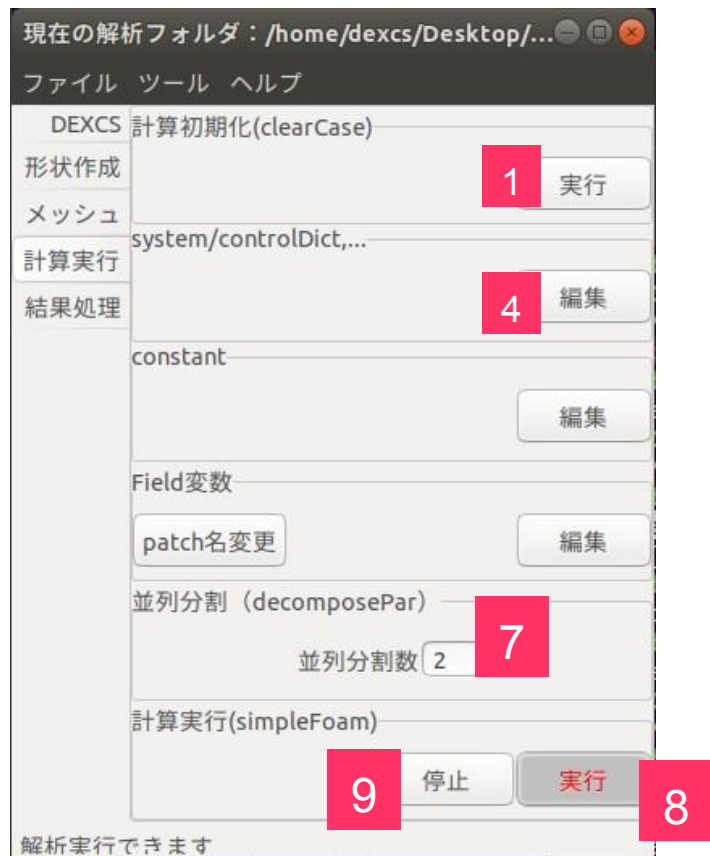 現在の解析フォルダ：/home/dexcs/Desktop/...
ファイル ツール ヘルプ
DEXCS
形状作成
メッシュ
計算実行
結果処理
計算初期化(clearCase)
1 実行
system/controlDict,...
4 編集
constant
編集
Field変数
patch名変更 編集
並列分割（decomposePar）
並列分割数 2 7
計算実行(simpleFoam)
9 停止 実行 8
解析実行できます